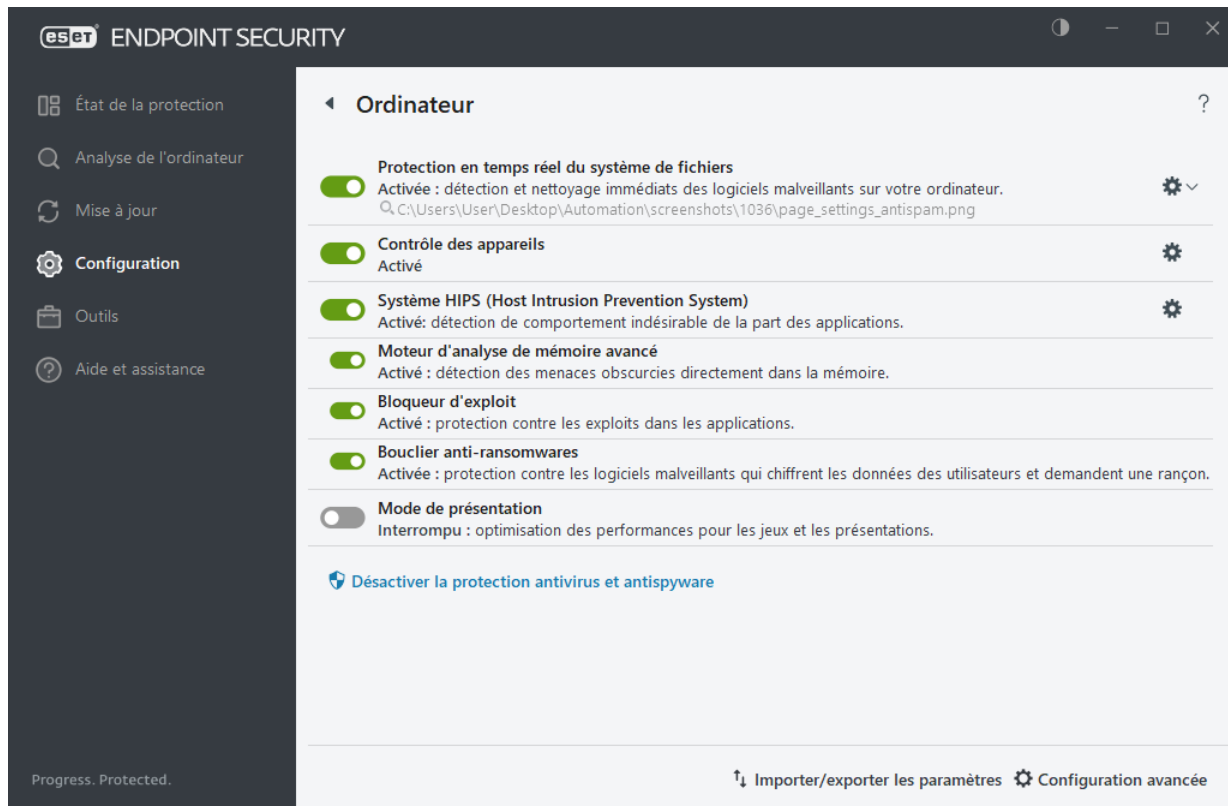 eset ENDPOINT SECURITY
État de la protection
Analyse de l'ordinateur
Mise à jour
Configuration
Outils
Aide et assistance
Progress. Protected.
Ordinateur
?
Protection en temps réel du système de fichiers
Activée : détection et nettoyage immédiats des logiciels malveillants sur votre ordinateur.
C:\Users\User\Desktop\Automation\screenshots\1036\page_settings_antispam.png
Contrôle des appareils
Activé
Système HIPS (Host Intrusion Prevention System)
Activé: détection de comportement indésirable de la part des applications.
Moteur d'analyse de mémoire avancé
Activé : détection des menaces obscurcies directement dans la mémoire.
Bloqueur d'exploit
Activé : protection contre les exploits dans les applications.
Bouclier anti-ransomwares
Activée : protection contre les logiciels malveillants qui chiffrent les données des utilisateurs et demandent une rançon.
Mode de présentation
Interrompu : optimisation des performances pour les jeux et les présentations.
Désactiver la protection antivirus et antispyware
Importer/exporter les paramètres Configuration avancée